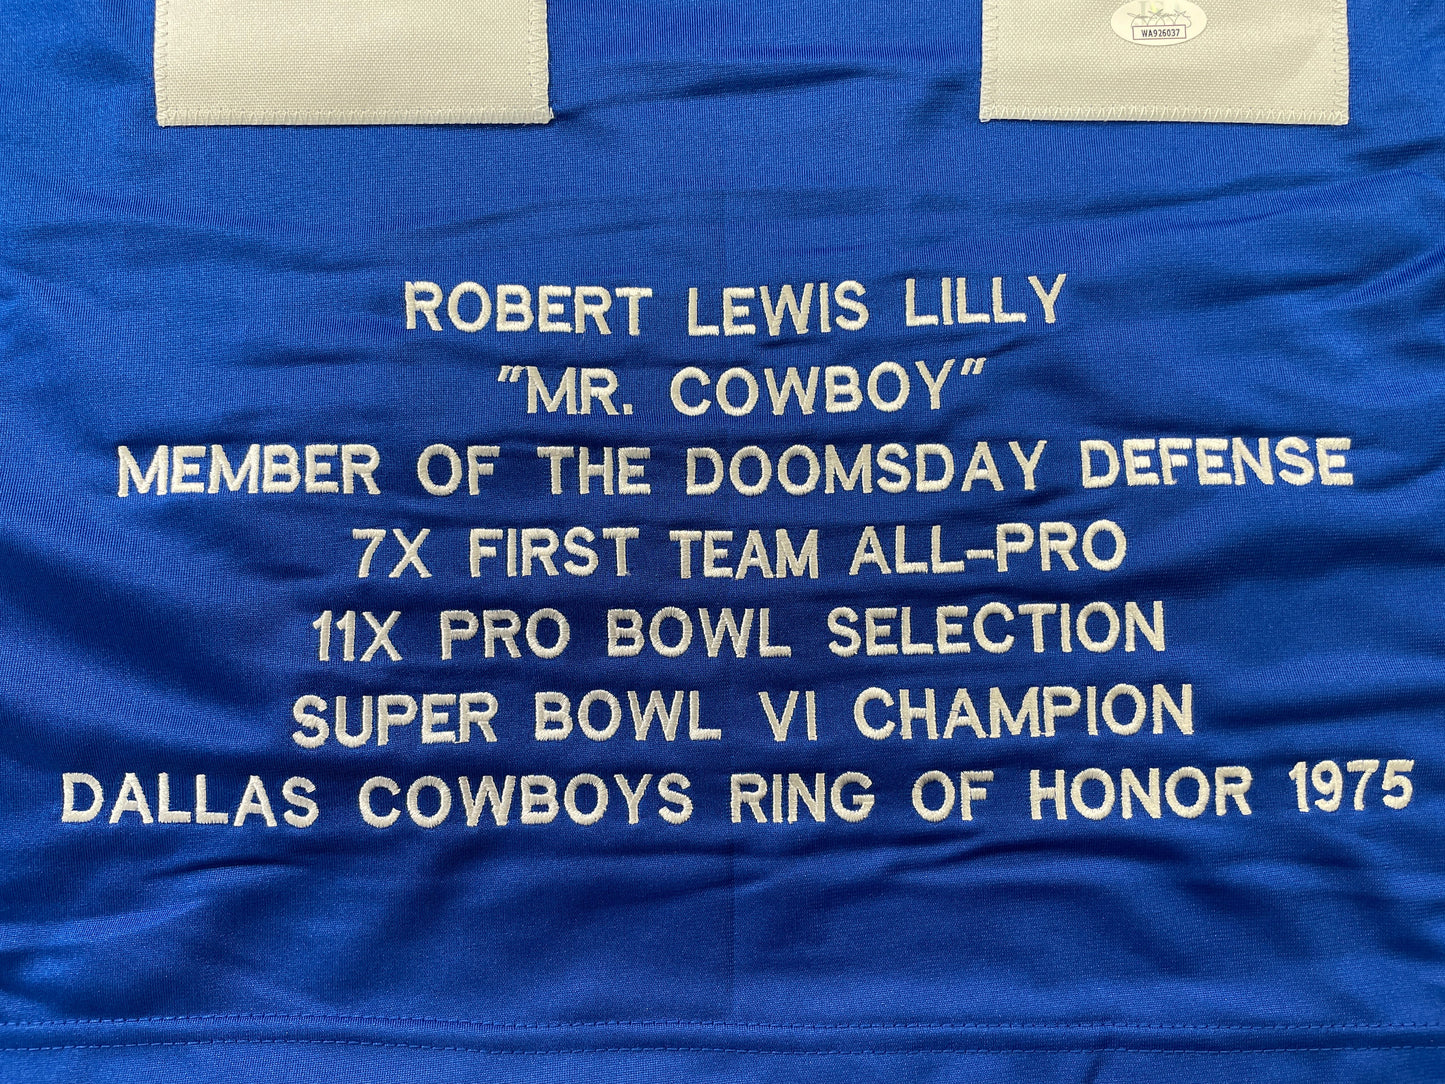 WA926037
ROBERT LEWIS LILLY
"MR. COWBOY"
MEMBER OF THE DOOMSDAY DEFENSE
7X FIRST TEAM ALL-PRO
11X PRO BOWL SELECTION
SUPER BOWL VI CHAMPION
DALLAS COWBOYS RING OF HONOR 1975